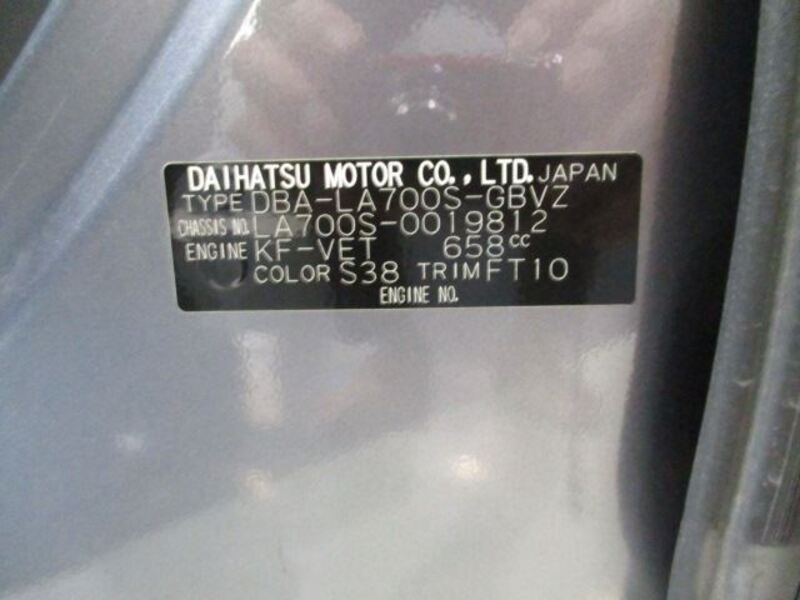 DAIHATSU MOTOR CO.,LTD. JAPAN
TYPE DBA-LA700S-GBVZ
CHASSIS NO. LA700S-0019812
ENGINE KF-VET 658cc
COLOR S38 TRIM FT10
ENGINE NO.